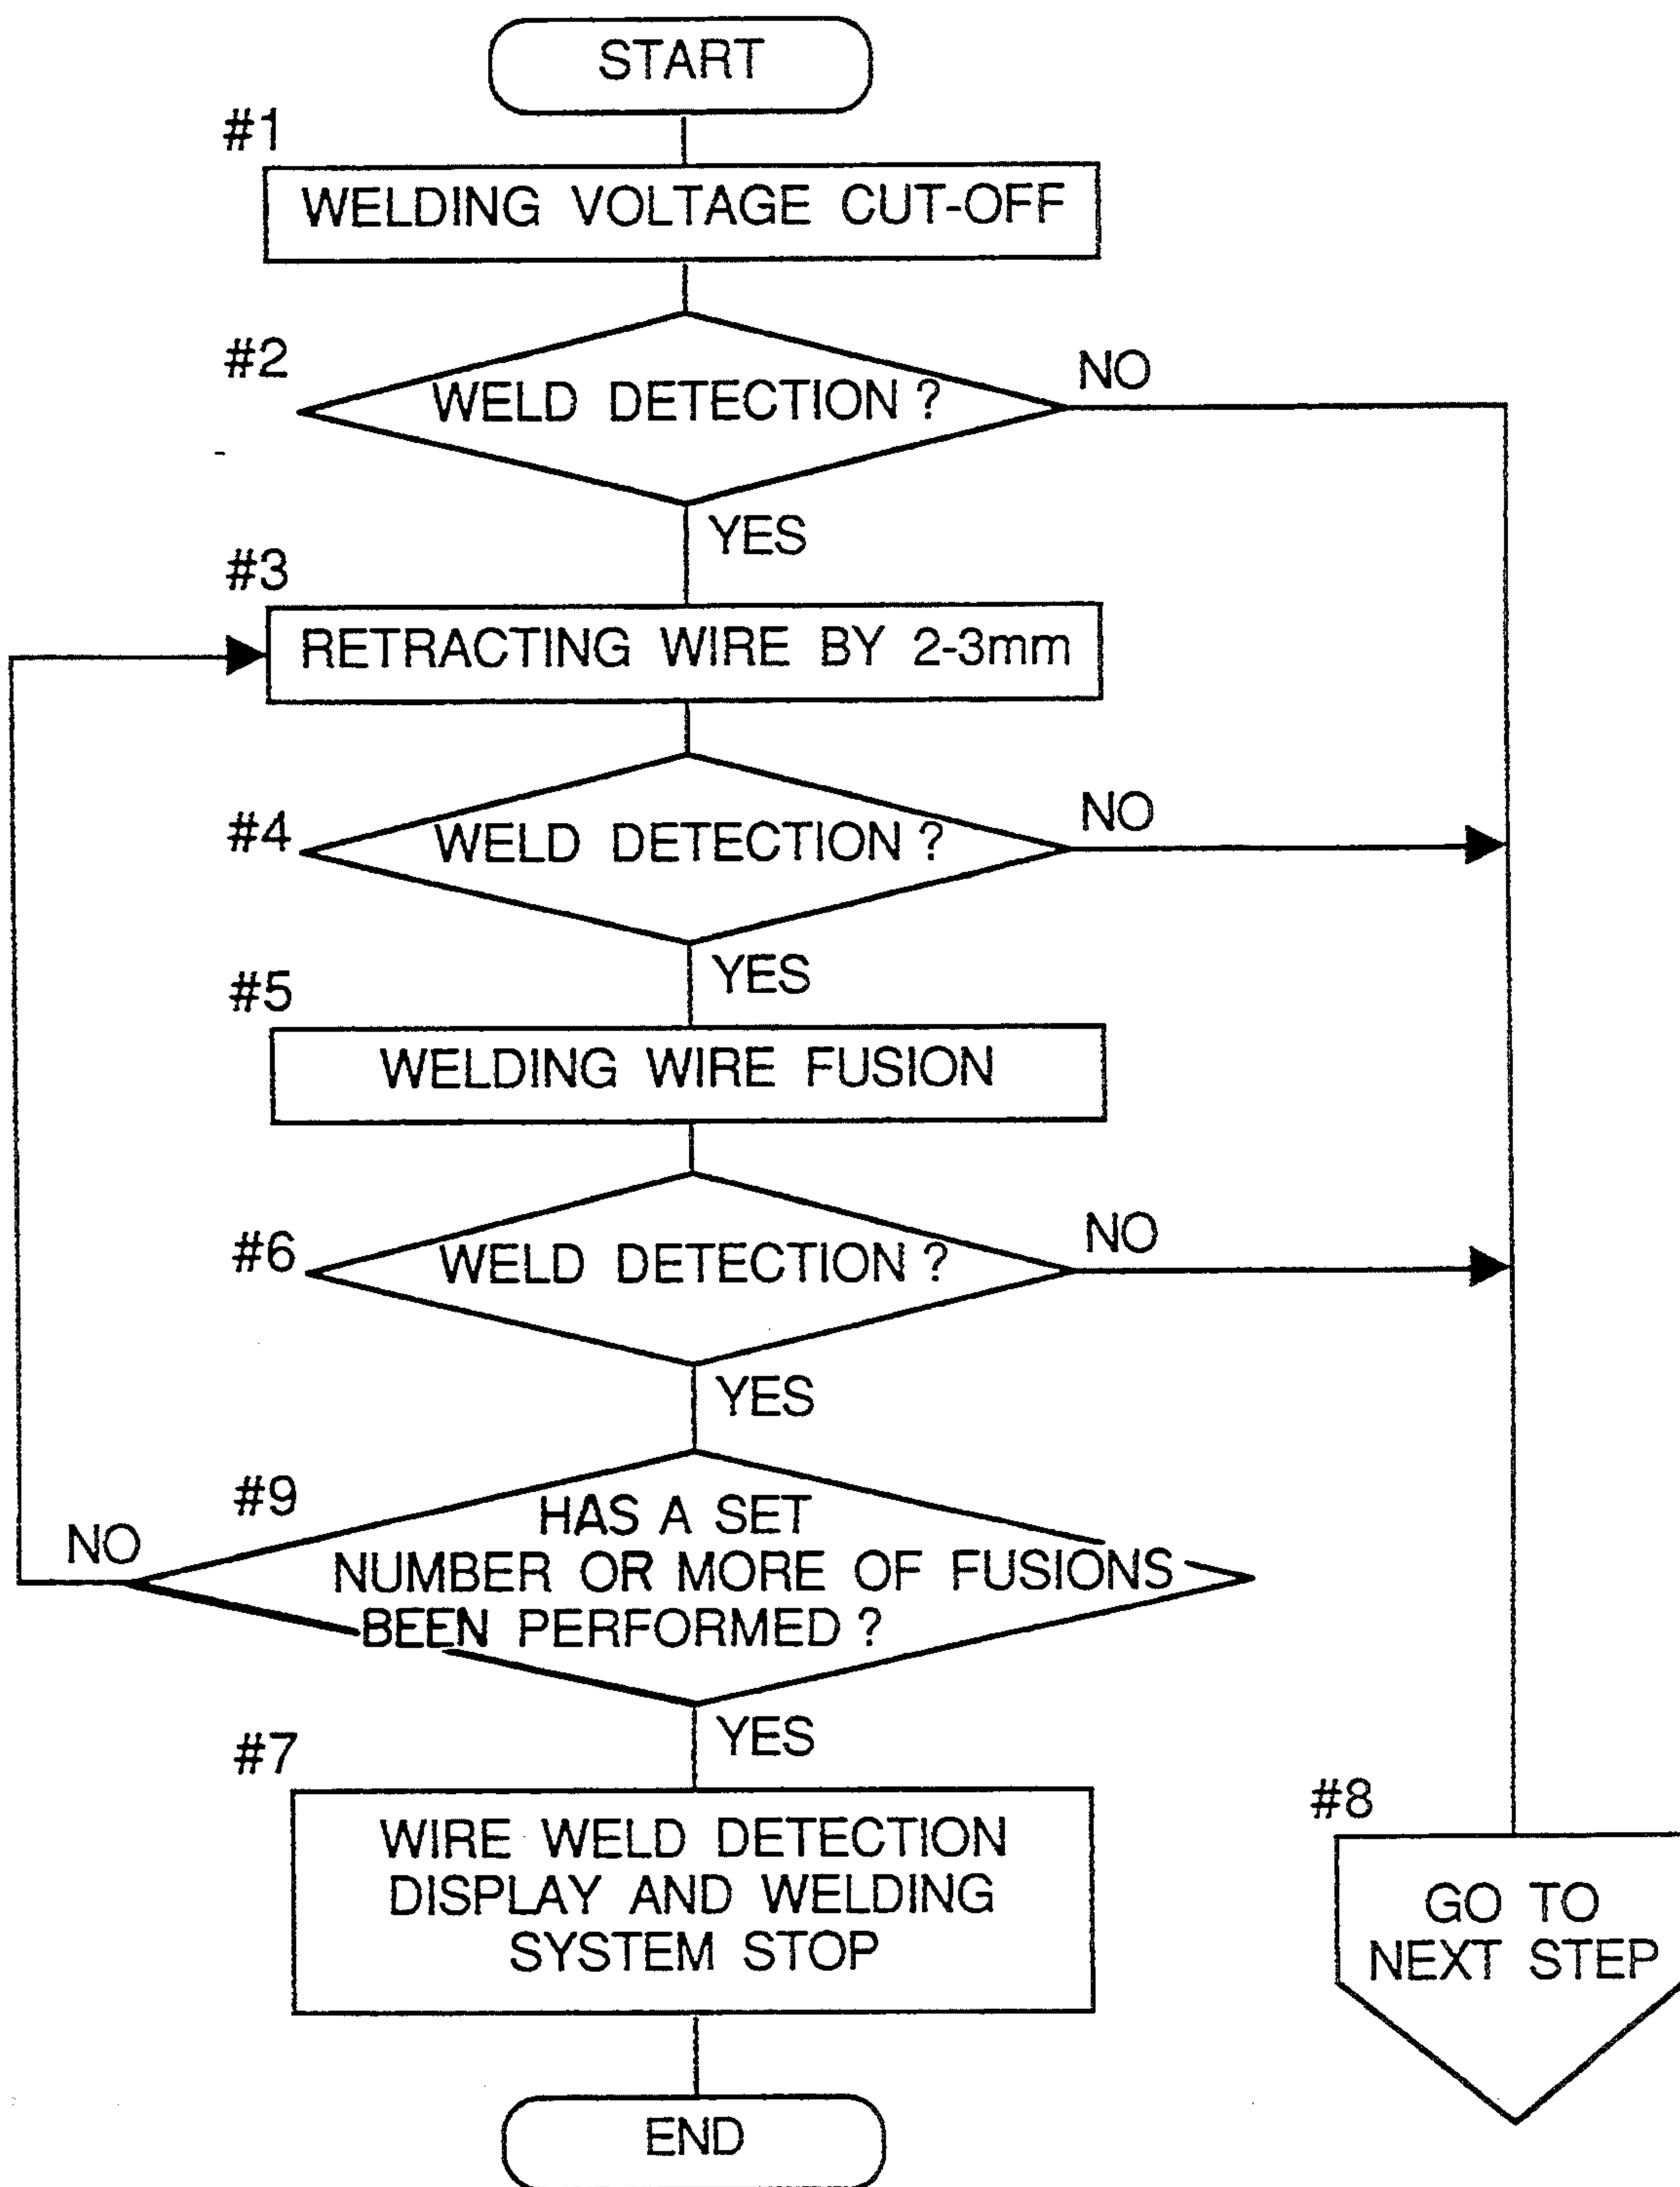 START
#1
WELDING VOLTAGE CUT-OFF
#2
WELD DETECTION ?
NO
YES
#3
RETRACTING WIRE BY 2-3mm
#4
WELD DETECTION ?
NO
YES
#5
WELDING WIRE FUSION
#6
WELD DETECTION ?
NO
YES
#9
HAS A SET
NUMBER OR MORE OF FUSIONS
BEEN PERFORMED ?
NO
YES
#7
WIRE WELD DETECTION
DISPLAY AND WELDING
SYSTEM STOP
#8
GO TO
NEXT STEP
END